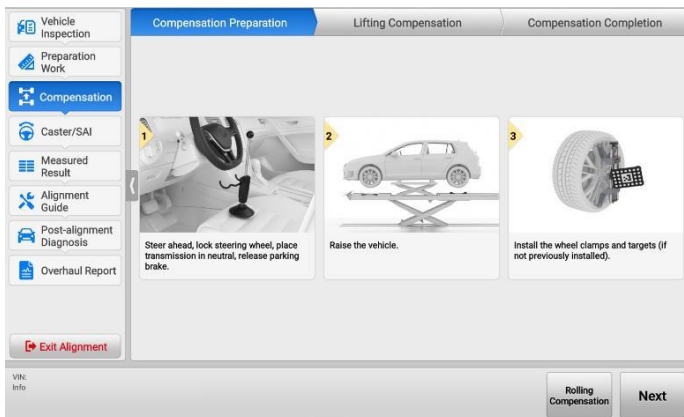 Vehicle
Inspection
Preparation
Work
Compensation
Caster/SAI
Measured
Result
Alignment
Guide
Post-alignment
Diagnosis
Overhaul Report
Exit Alignment
Compensation Preparation
Lifting Compensation
Compensation Completion
1
Steer ahead, lock steering wheel, place
transmission in neutral, release parking
brake.
2
Raise the vehicle.
3
Install the wheel clamps and targets (if
not previously installed).
VIN:
Info
Rolling
Compensation
Next